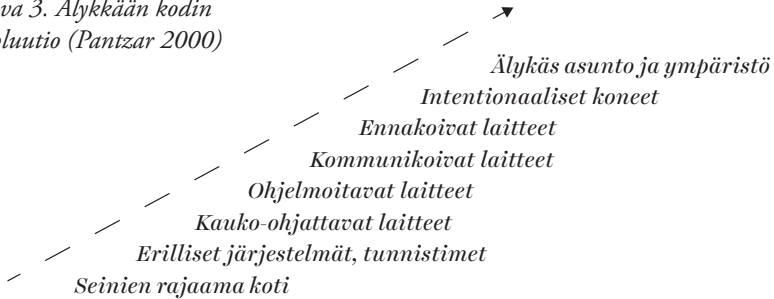 va 3. Älykkään kodin
oluutio (Pantzar 2000)
Älykäs asunto ja ympäristö
Intentionaaliset koneet
Ennakoivat laitteet
Kommunikoivat laitteet
Ohjelmoitavat laitteet
Kauko-ohjattavat laitteet
Erilliset järjestelmät, tunnistimet
Seinien rajaama koti